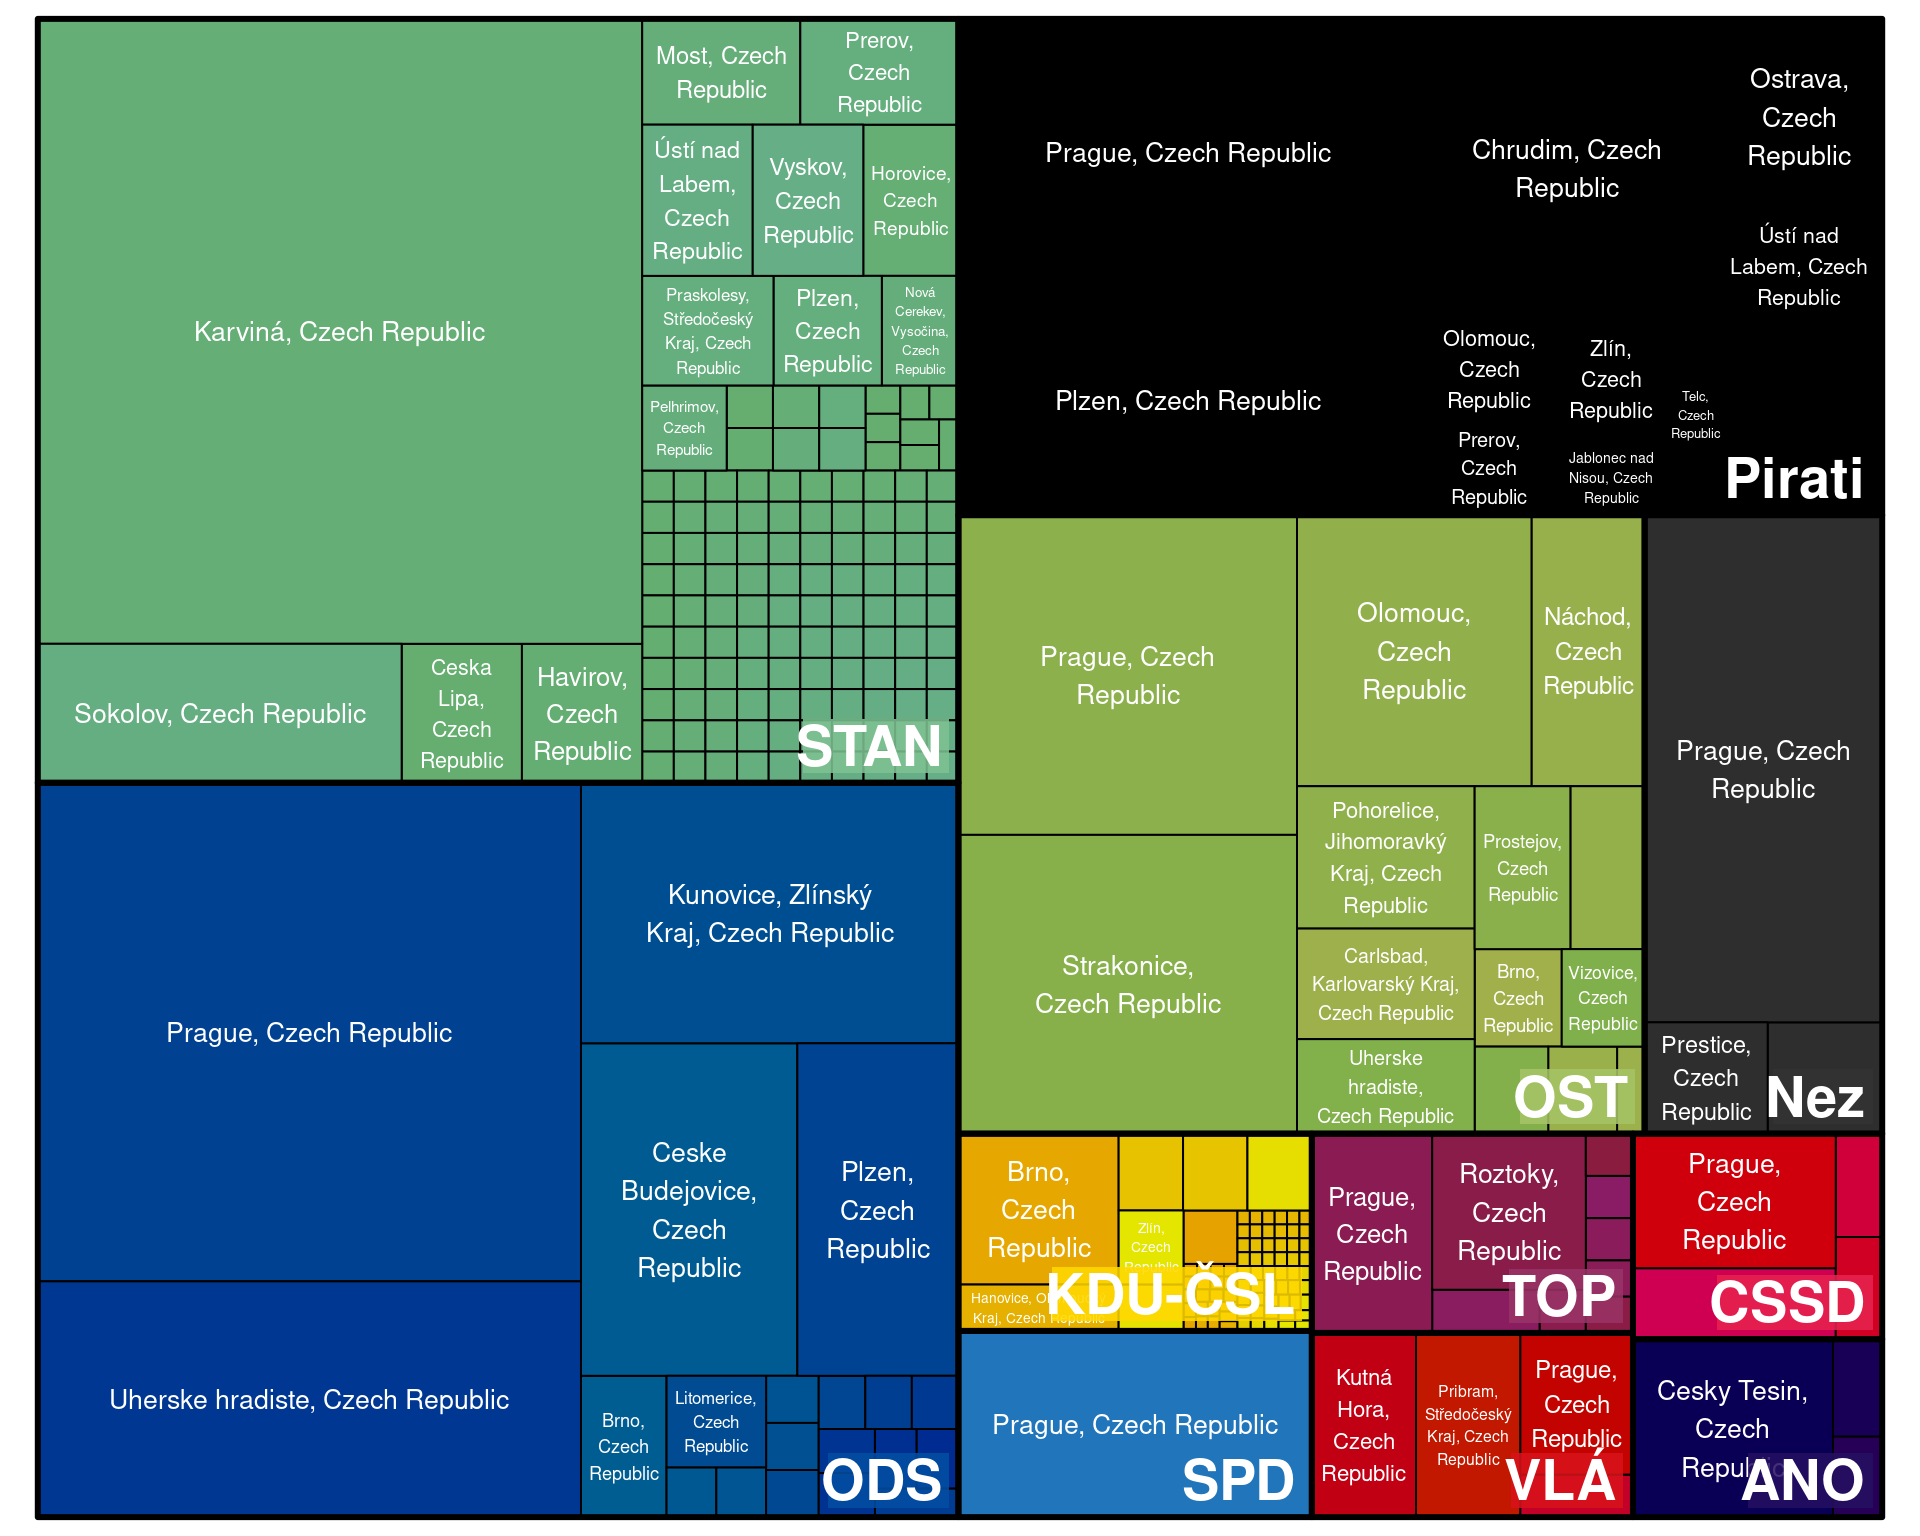 Karviná, Czech Republic
Sokolov, Czech Republic
Ceska
Lipa,
Czech
Republic
Havirov,
Czech
Republic
Most, Czech
Republic
Prerov,
Czech
Republic
Ústí nad
Labem,
Czech
Republic
Vyskov,
Czech
Republic
Horovice,
Czech
Republic
Praskolesy,
Středočeský
Kraj, Czech
Republic
Plzen,
Czech
Republic
Nová
Cerekev,
Vysočina,
Czech
Republic
Pelhrimov,
Czech
Republic
STAN
Prague, Czech Republic
Plzen, Czech Republic
Chrudim, Czech
Republic
Ostrava,
Czech
Republic
Ústí nad
Labem, Czech
Republic
Olomouc,
Czech
Republic
Zlín,
Czech
Republic
Telc,
Czech
Republic
Prerov,
Czech
Republic
Jablonec nad
Nisou, Czech
Republic
Pirati
Prague, Czech Republic
Uherske hradiste, Czech Republic
Kunovice, Zlínský
Kraj, Czech Republic
Ceske
Budejovice,
Czech
Republic
Plzen,
Czech
Republic
Brno,
Czech
Republic
Litomerice,
Czech
Republic
ODS
Prague, Czech
Republic
Strakonice,
Czech Republic
Olomouc,
Czech
Republic
Náchod,
Czech
Republic
Pohorelice,
Jihomoravký
Kraj, Czech
Republic
Prostejov,
Czech
Republic
Carlsbad,
Karlovarský Kraj,
Czech Republic
Brno,
Czech
Republic
Vizovice,
Czech
Republic
Uherske
hradiste,
Czech Republic
OST
Prague, Czech
Republic
Prestice,
Czech
Republic
Nez
Brno,
Czech
Republic
Zlín,
Czech
Republic
Hanovice,
Kraj, Czech Republic
KDU-ČSL
Prague,
Czech
Republic
Roztoky,
Czech
Republic
TOP
Prague,
Czech
Republic
CSSD
Prague, Czech Republic
SPD
Kutná
Hora,
Czech
Republic
Pribram,
Středočeský
Kraj, Czech
Republic
Prague,
Czech
Republic
VLÁ
Cesky Tesin,
Czech
Republic
ANO